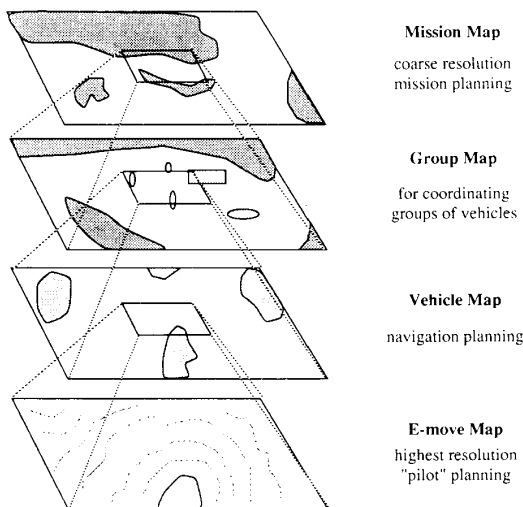 Mission Map
coarse resolution
mission planning
Group Map
for coordinating
groups of vehicles
Vehicle Map
navigation planning
E-move Map
highest resolution
"pilot" planning